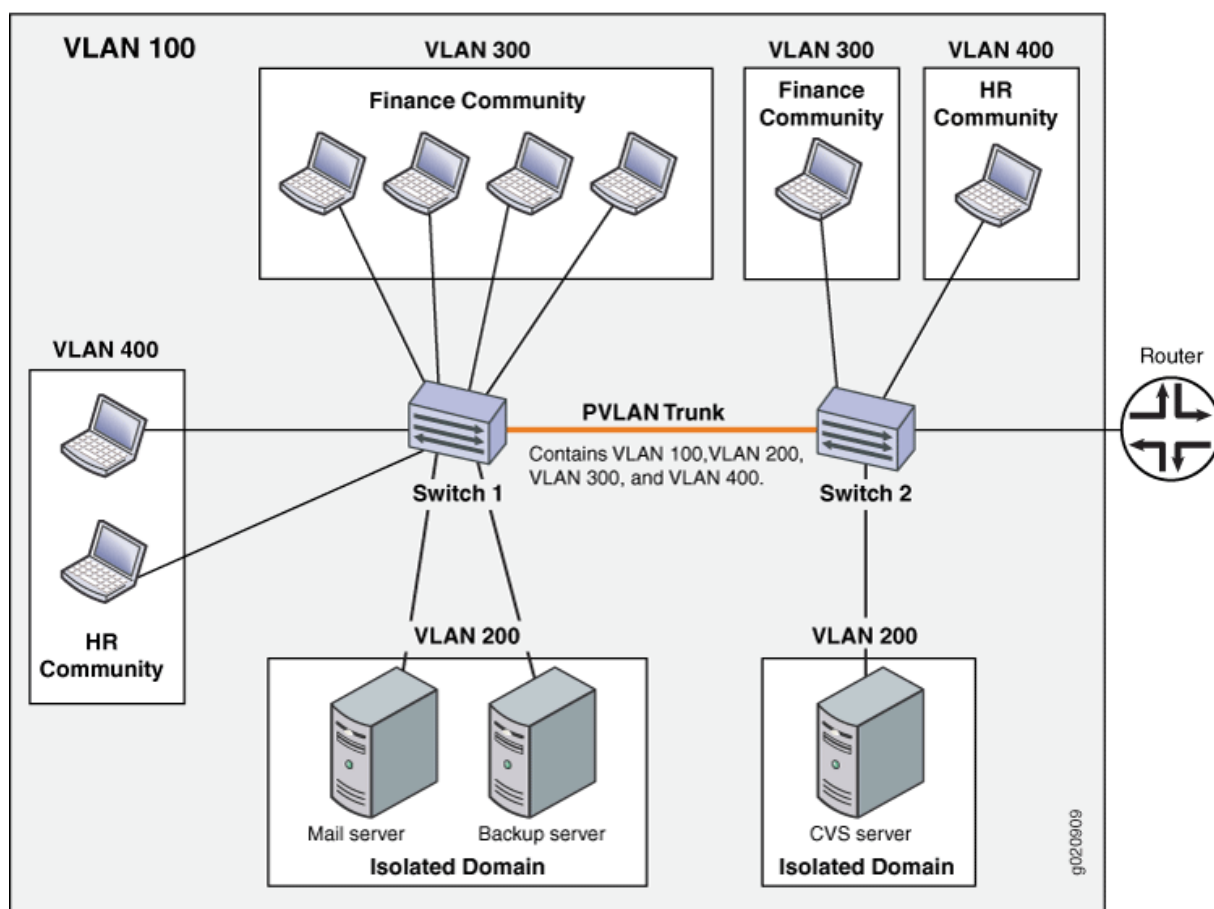 VLAN 100
VLAN 300
Finance Community
VLAN 300
Finance
Community
VLAN 400
HR
Community
VLAN 400
HR
Community
Router
PVLAN Trunk
Contains VLAN 100,VLAN 200,
VLAN 300, and VLAN 400.
Switch 1
Switch 2
VLAN 200
Mail server
Backup server
Isolated Domain
VLAN 200
CVS server
Isolated Domain
g020909